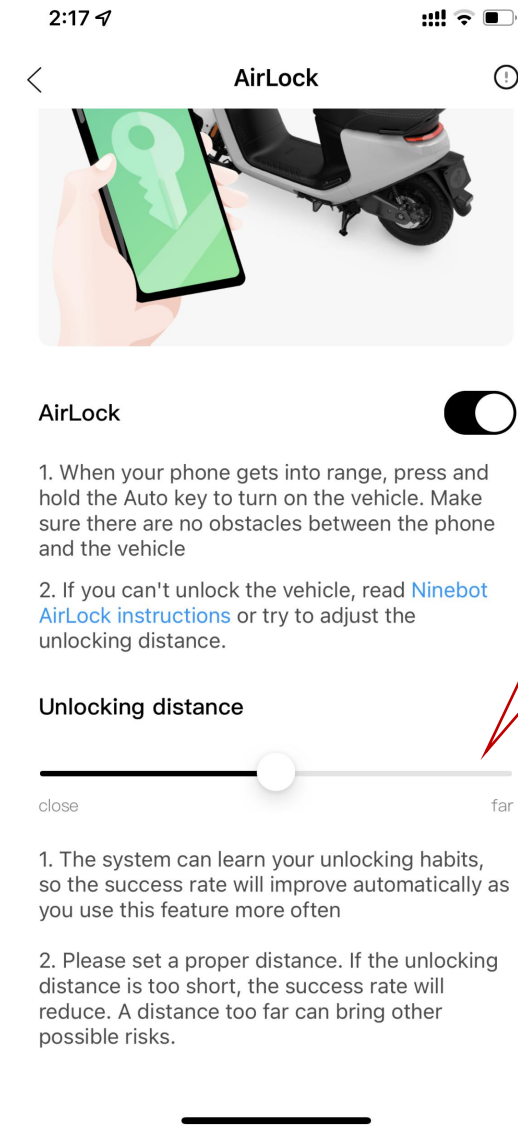 2:17
AirLock
AirLock
1. When your phone gets into range, press and
hold the Auto key to turn on the vehicle. Make
sure there are no obstacles between the phone
and the vehicle
2. If you can't unlock the vehicle, read Ninebot
AirLock instructions or try to adjust the
unlocking distance.
Unlocking distance
close
far
1. The system can learn your unlocking habits,
so the success rate will improve automatically as
you use this feature more often
2. Please set a proper distance. If the unlocking
distance is too short, the success rate will
reduce. A distance too far can bring other
possible risks.